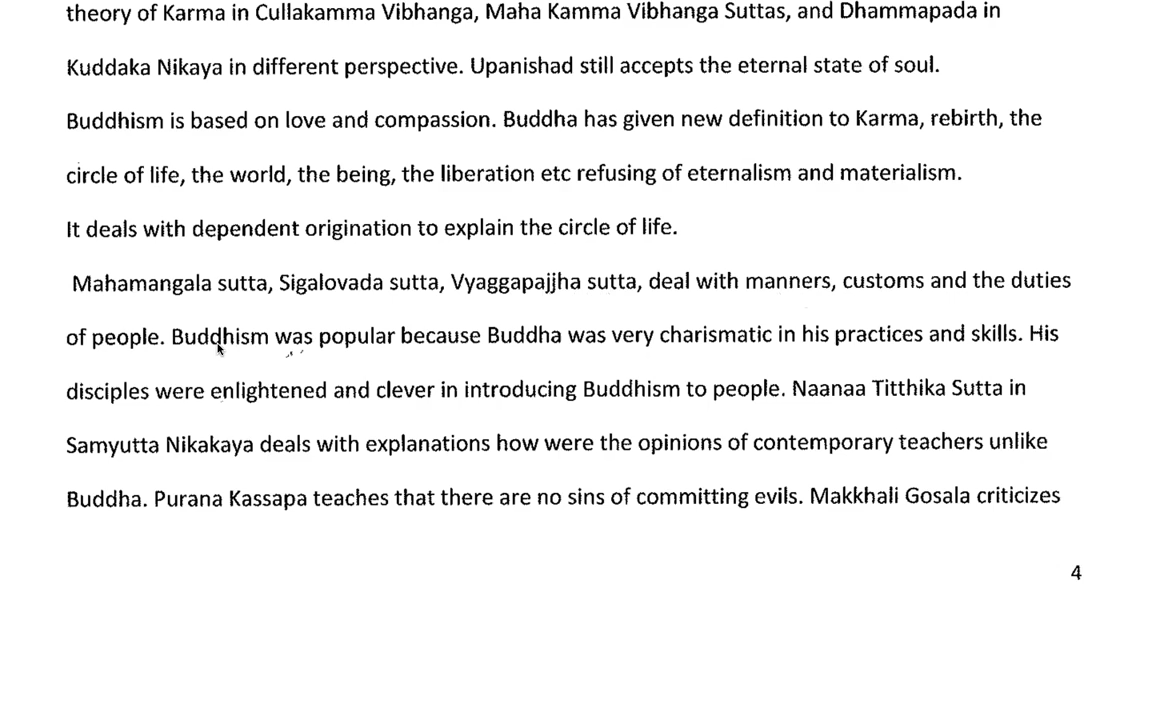 theory of Karma in Cullakamma Vibhanga, Maha Kamma Vibhanga Suttas, and Dhammapada in
Kuddaka Nikaya in different perspective. Upanishad still accepts the eternal state of soul.
Buddhism is based on love and compassion. Buddha has given new definition to Karma, rebirth, the
circle of life, the world, the being, the liberation etc refusing of eternalism and materialism.
It deals with dependent origination to explain the circle of life.
Mahamangala sutta, Sigalovada sutta, Vyaggapajjha sutta, deal with manners, customs and the duties
of people. Buddhism was popular because Buddha was very charismatic in his practices and skills. His
disciples were enlightened and clever in introducing Buddhism to people. Naanaa Titthika Sutta in
Samyutta Nikakaya deals with explanations how were the opinions of contemporary teachers unlike
Buddha. Purana Kassapa teaches that there are no sins of committing evils. Makkhali Gosala criticizes
4